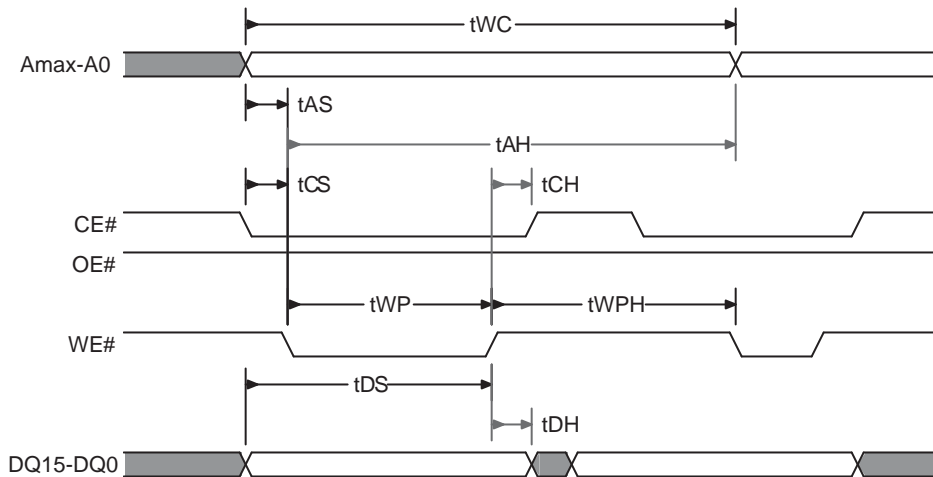 tWC
Amax-A0
tAS
tAH
tCS
tCH
CE#
OE#
tWP
tWPH
WE#
tDS
tDH
DQ15-DQ0